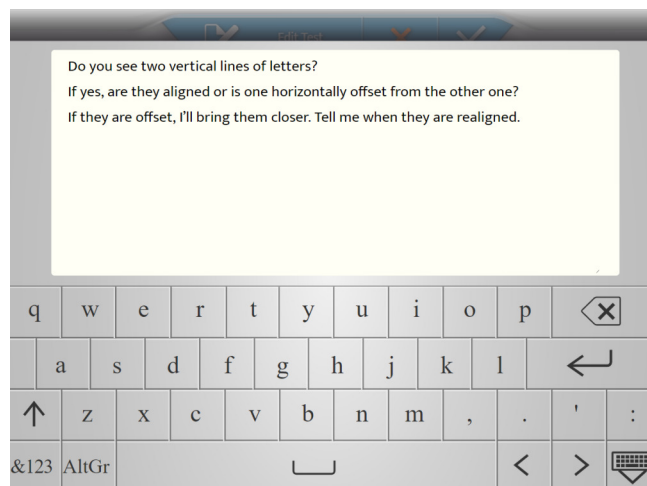 Edit Test
Do you see two vertical lines of letters?
If yes, are they aligned or is one horizontally offset from the other one?
If they are offset, I'll bring them closer. Tell me when they are realigned.
q w e r t y u i o p
a s d f g h j k l
z x c v b n m , . ' :
&123 AltGr < >